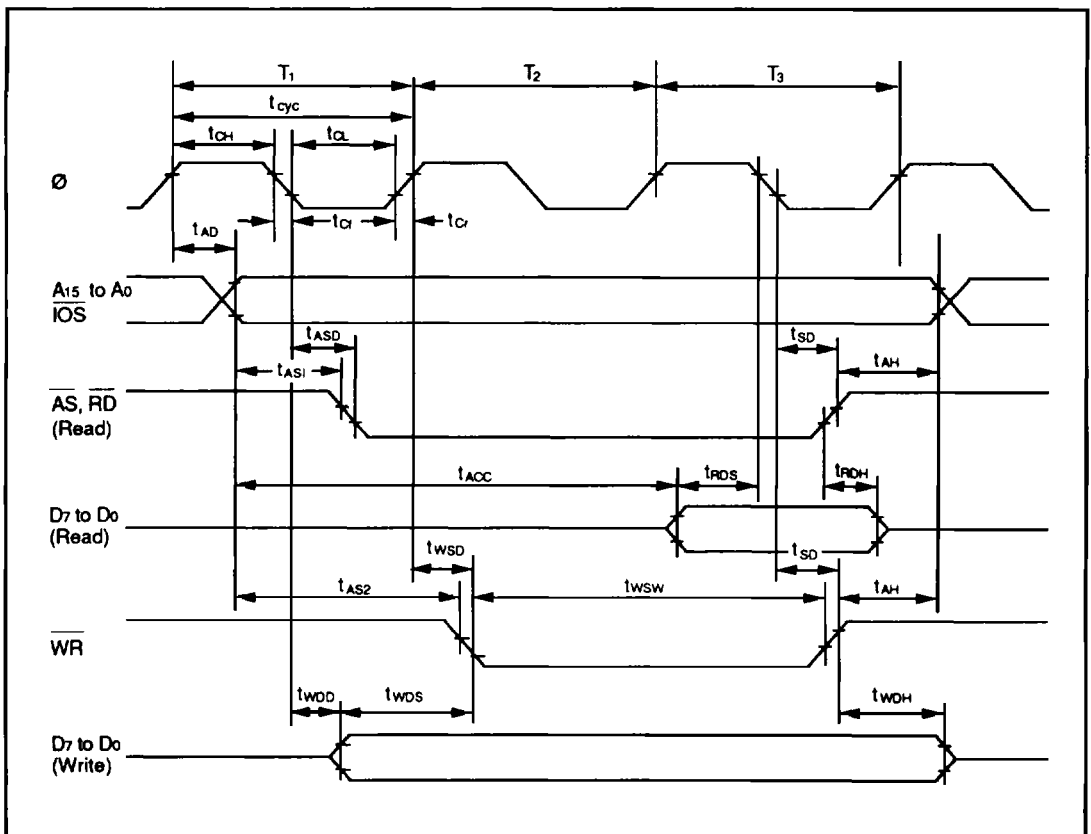 T1 T2 T3
tcyc
tCH tCL
Ø
tCf tCr
tAD
A15 to A0
IOS
tASD tSD
tAS1 tAH
AS, RD
(Read)
tACC tRDS tRDH
D7 to D0
(Read)
tWSD tSD
tAS2 tWSW tAH
WR
tWDD tWDS tWDH
D7 to D0
(Write)